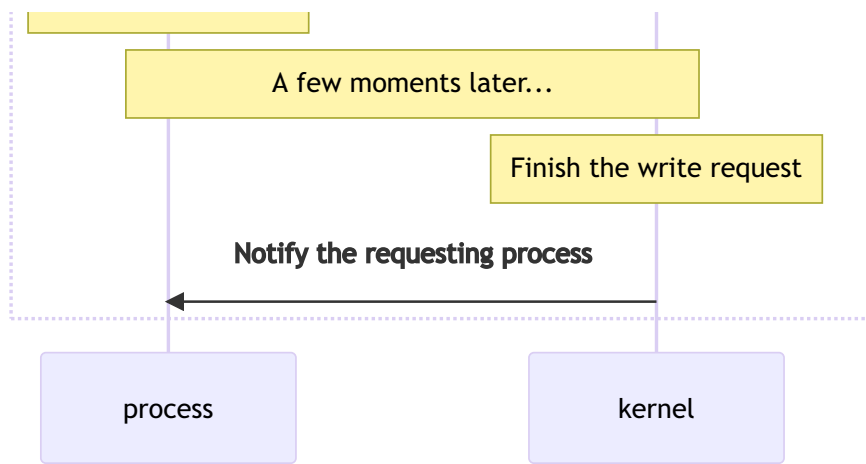 A few moments later...
Finish the write request
Notify the requesting process
process
kernel